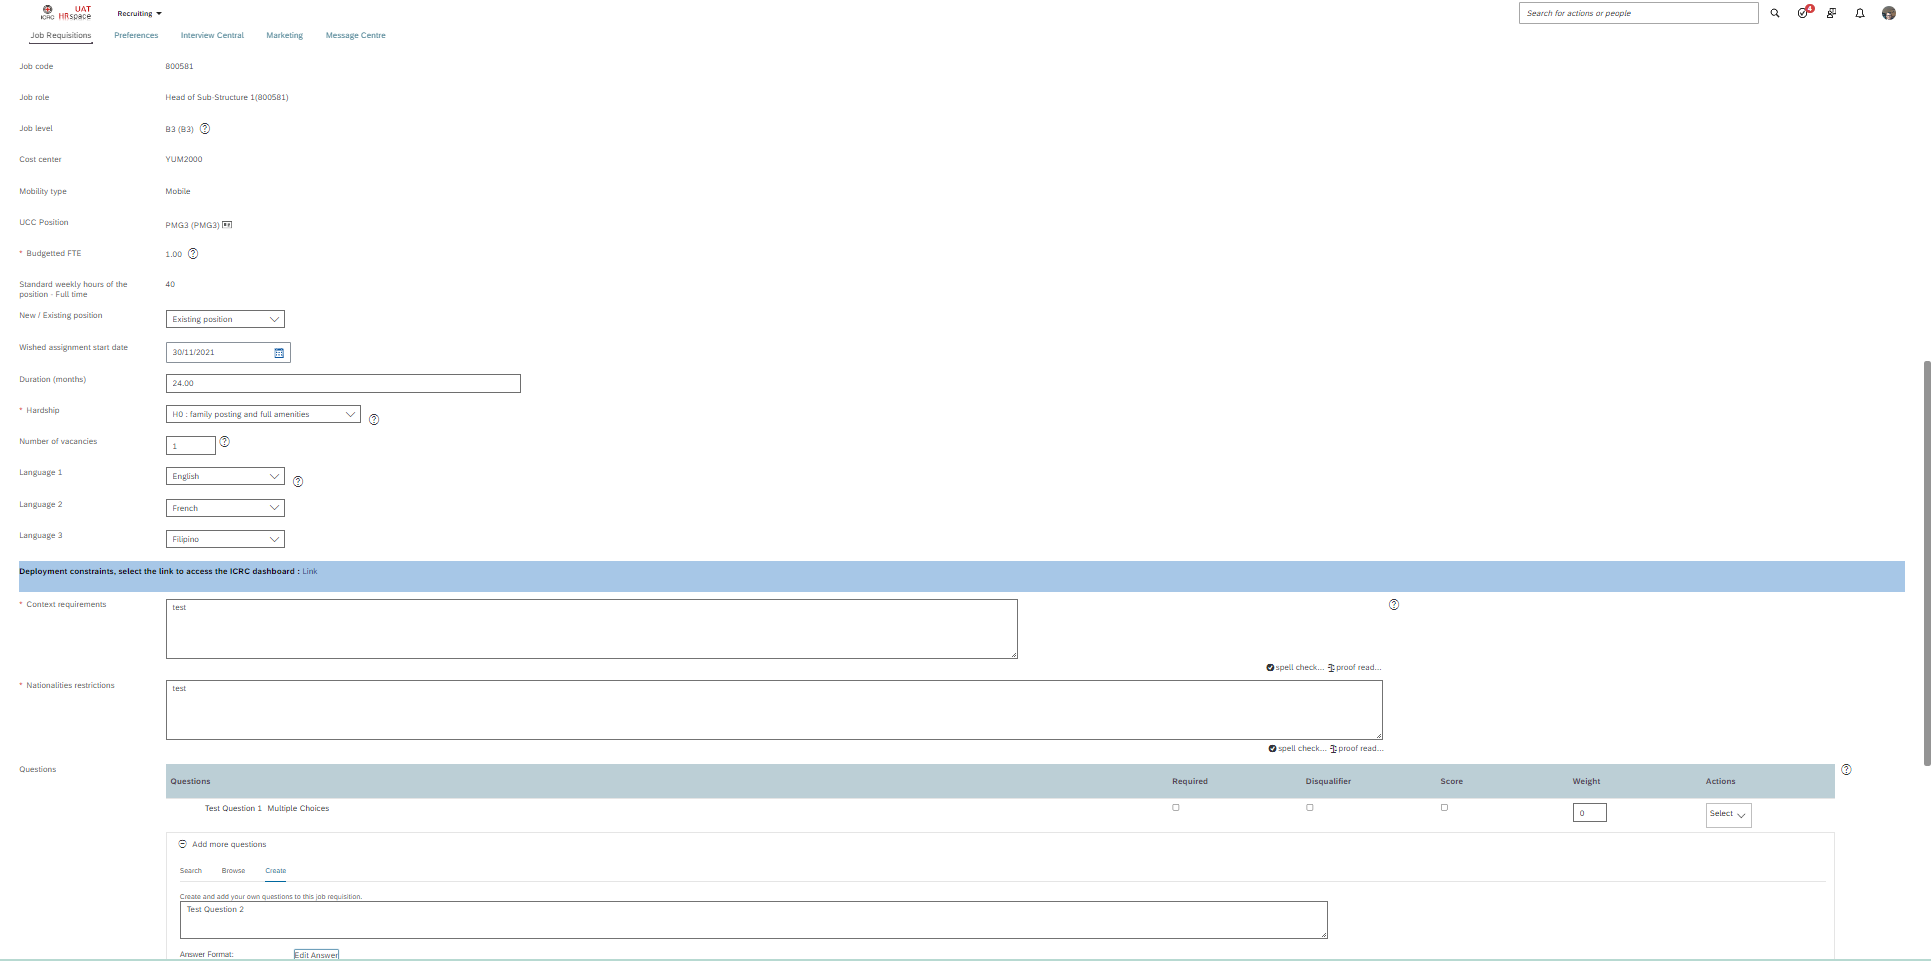 UAT
ICRC HRspace
Recruiting
Search for actions or people
4
Job Requisitions Preferences Interview Central Marketing Message Centre
Job code 800581
Job role Head of Sub-Structure 1(800581)
Job level B3 (B3)
Cost center YUM2000
Mobility type Mobile
UCC Position PMG3 (PMG3)
* Budgetted FTE 1.00
Standard weekly hours of the position - Full time 40
New / Existing position Existing position
Wished assignment start date 30/11/2021
Duration (months) 24.00
* Hardship H0 : family posting and full amenities
Number of vacancies 1
Language 1 English
Language 2 French
Language 3 Filipino
Deployment constraints, select the link to access the ICRC dashboard : Link
* Context requirements test
spell check... proof read...
* Nationalities restrictions test
spell check... proof read...
Questions
Questions Required Disqualifier Score Weight Actions
Test Question 1 Multiple Choices 0 Select
Add more questions
Search Browse Create
Create and add your own questions to this job requisition.
Test Question 2
Answer Format: Edit Answer